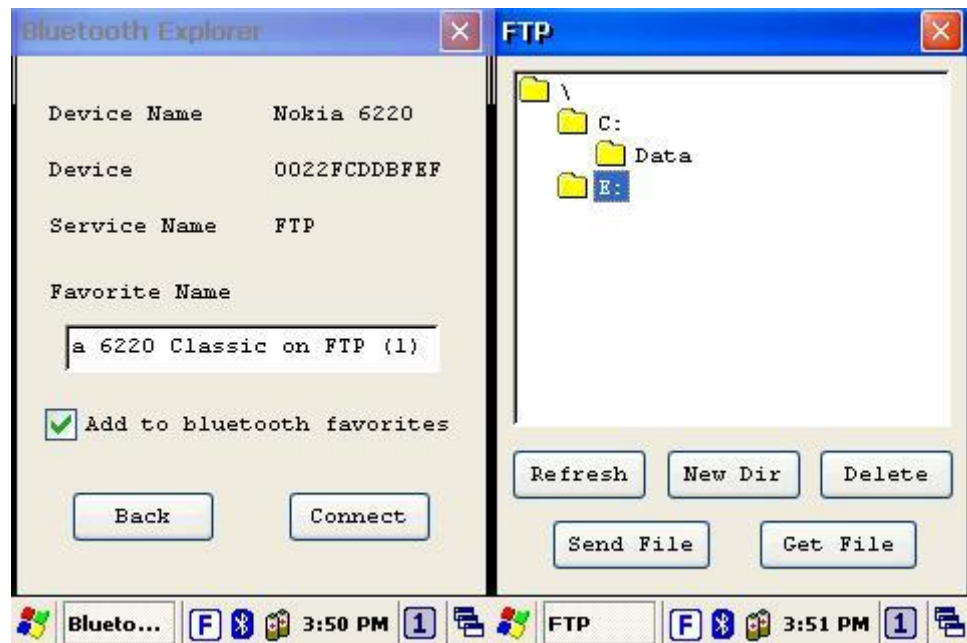 Bluetooth Explorer
Device Name Nokia 6220
Device 0022FCDDBFEF
Service Name FTP
Favorite Name
a 6220 Classic on FTP (1)
Add to bluetooth favorites
Back Connect
Blueto... F 3:50 PM 1
FTP
\
C:
Data
E:
Refresh New Dir Delete
Send File Get File
FTP F 3:51 PM 1